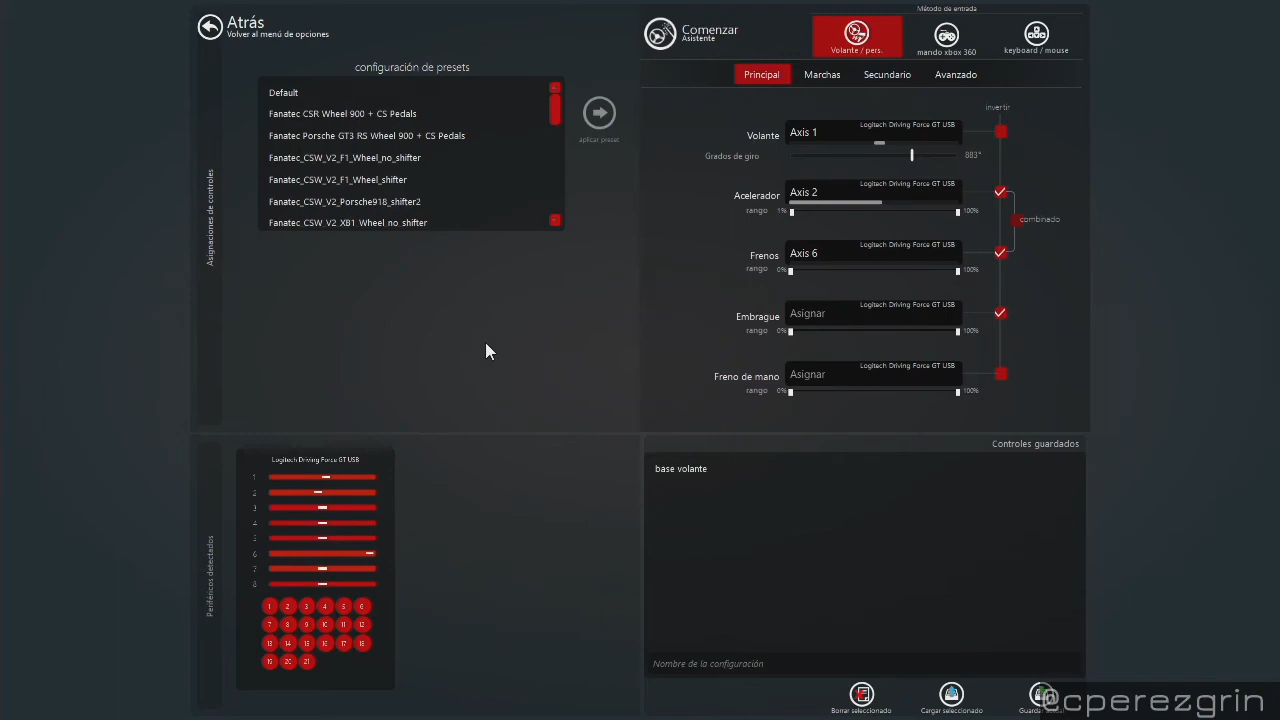 Atrás
Volver al menú de opciones
configuración de presets
Default
Fanatec CSR Wheel 900 + CS Pedals
Fanatec Porsche GT3 RS Wheel 900 + CS Pedals
Fanatec_CSW_V2_F1_Wheel_no_shifter
Fanatec_CSW_V2_F1_Wheel_shifter
Fanatec_CSW_V2_Porsche918_shifter2
Fanatec_CSW_V2_XB1_Wheel_no_shifter
aplicar preset
Asignaciones de controles
Comenzar
Asistente
Método de entrada
Volante / pers.
mando xbox 360
keyboard / mouse
Principal
Marchas
Secundario
Avanzado
invertir
Volante
Axis 1
Logitech Driving Force GT USB
Grados de giro
883°
Acelerador
Axis 2
Logitech Driving Force GT USB
rango
1%
100%
combinado
Frenos
Axis 6
Logitech Driving Force GT USB
rango
0%
100%
Embrague
Asignar
Logitech Driving Force GT USB
rango
0%
100%
Freno de mano
Asignar
Logitech Driving Force GT USB
rango
0%
100%
Periféricos detectados
Logitech Driving Force GT USB
1
2
3
4
5
6
7
8
1 2 3 4 5 6
7 8 9 10 11 12
13 14 15 16 17 18
19 20 21
Controles guardados
base volante
Nombre de la configuración
Borrar seleccionado
Cargar seleccionado
Guardar
@cperezgrin